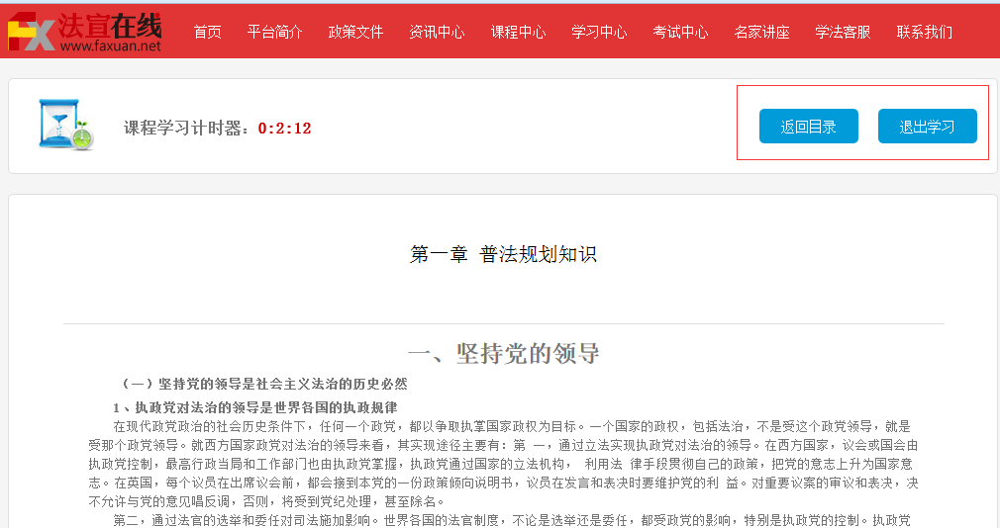 法宣在线
www.faxuan.net
首页 平台简介 政策文件 资讯中心 课程中心 学习中心 考试中心 名家讲座 学法客服 联系我们
课程学习计时器：0:2:12
返回目录 退出学习
第一章 普法规划知识
一、坚持党的领导
（一）坚持党的领导是社会主义法治的历史必然
1、执政党对法治的领导是世界各国的执政规律
在现代政党政治的社会历史条件下，任何一个政党，都以争取执掌国家政权为目标。一个国家的政权，包括法治，不是受这个政党领导，就是
受那个政党领导。就西方国家政党对法治的领导来看，其实现途径主要有：第 一，通过立法实现执政党对法治的领导。在西方国家，议会或国会由
执政党控制，最高行政当局和工作部门也由执政党掌握，执政党通过国家的立法机构， 利用法 律手段贯彻自己的政策，把党的意志上升为国家意
志。在英国，每个议员在出席议会前，都会接到本党的一份政策倾向说明书，议员在发言和表决时要维护党的利 益。对重要议案的审议和表决，决
不允许与党的意见唱反调，否则，将受到党纪处理，甚至除名。
第二，通过法官的选举和委任对司法施加影响。世界各国的法官制度，不论是选举还是委任，都受政党的影响，特别是执政党的控制。执政党